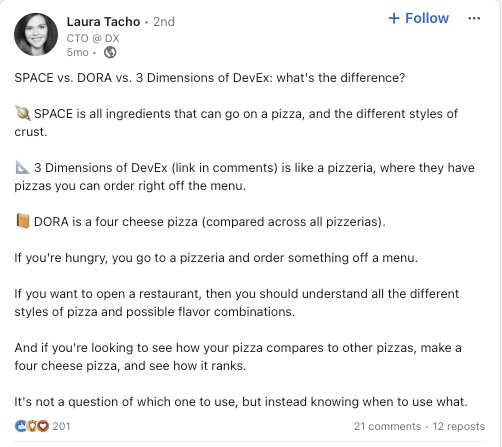 Laura Tacho • 2nd
+ Follow ...
CTO @ DX
5mo •
SPACE vs. DORA vs. 3 Dimensions of DevEx: what's the difference?
🪐 SPACE is all ingredients that can go on a pizza, and the different styles of
crust.
📐 3 Dimensions of DevEx (link in comments) is like a pizzeria, where they have
pizzas you can order right off the menu.
📔 DORA is a four cheese pizza (compared across all pizzerias).
If you're hungry, you go to a pizzeria and order something off a menu.
If you want to open a restaurant, then you should understand all the different
styles of pizza and possible flavor combinations.
And if you're looking to see how your pizza compares to other pizzas, make a
four cheese pizza, and see how it ranks.
It's not a question of which one to use, but instead knowing when to use what.
201
21 comments • 12 reposts